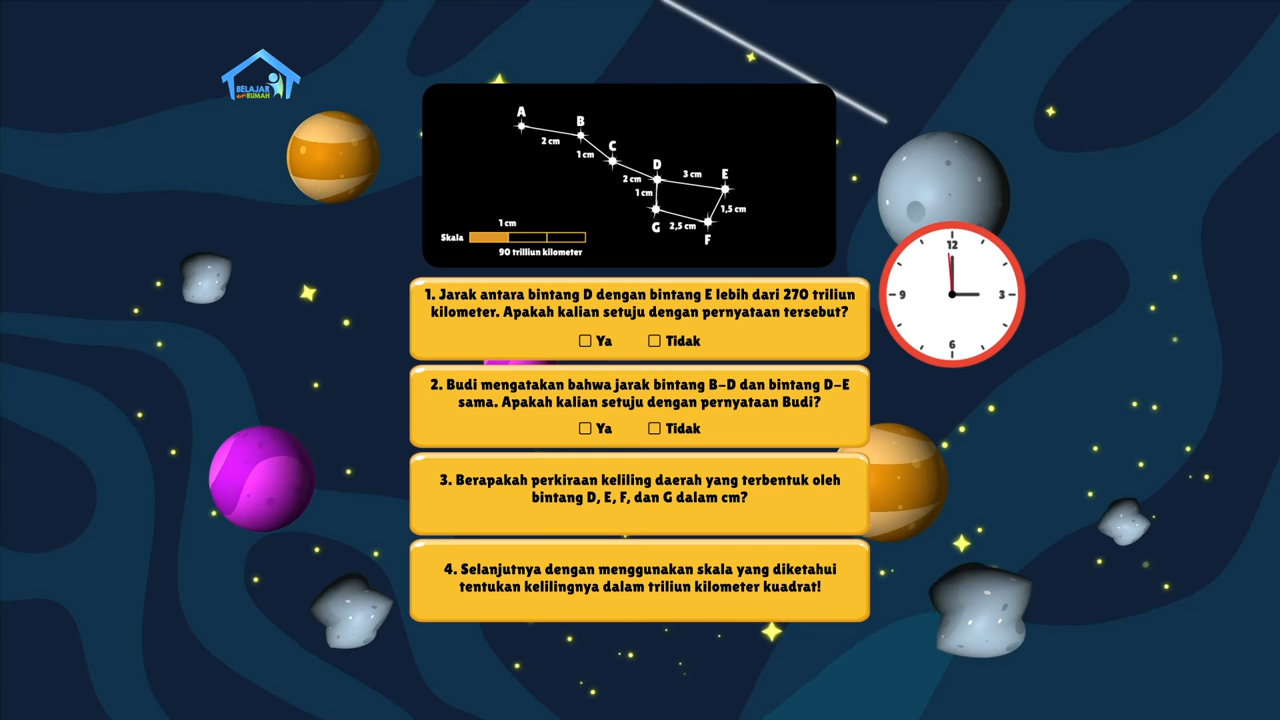 BELAJAR
dari RUMAH
A
B
2 cm
C
1 cm
D
E
2 cm
3 cm
1 cm
1,5 cm
G
2,5 cm
F
1 cm
Skala
90 trilliun kilometer
12
9
3
6
1. Jarak antara bintang D dengan bintang E lebih dari 270 triliun
kilometer. Apakah kalian setuju dengan pernyataan tersebut?
Ya Tidak
2. Budi mengatakan bahwa jarak bintang B–D dan bintang D–E
sama. Apakah kalian setuju dengan pernyataan Budi?
Ya Tidak
3. Berapakah perkiraan keliling daerah yang terbentuk oleh
bintang D, E, F, dan G dalam cm?
4. Selanjutnya dengan menggunakan skala yang diketahui
tentukan kelilingnya dalam triliun kilometer kuadrat!